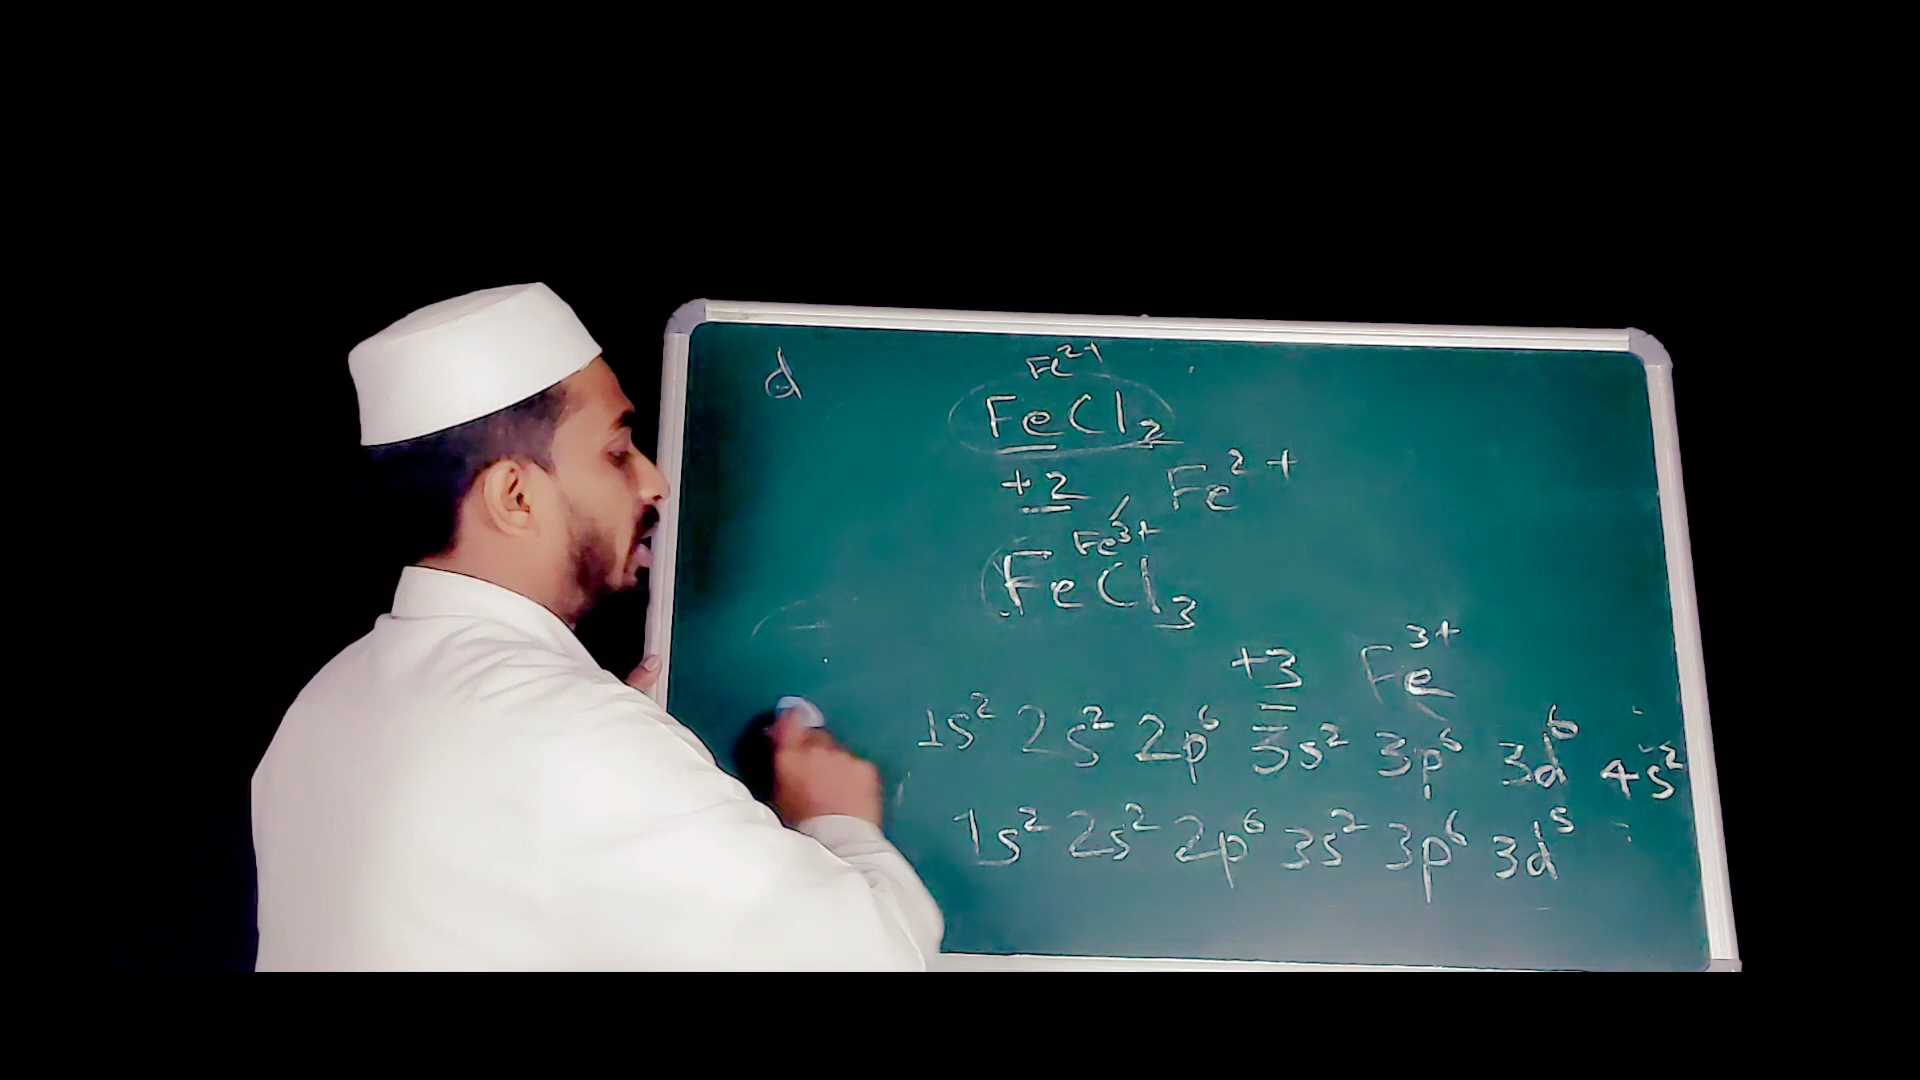 d
Fe²⁺
FeCl₂
+2 Fe²⁺
Fe³⁺
FeCl₃
+3 Fe³⁺
1s² 2s² 2p⁶ 3s² 3p⁶ 3d⁶ 4s²
1s² 2s² 2p⁶ 3s² 3p⁶ 3d⁵